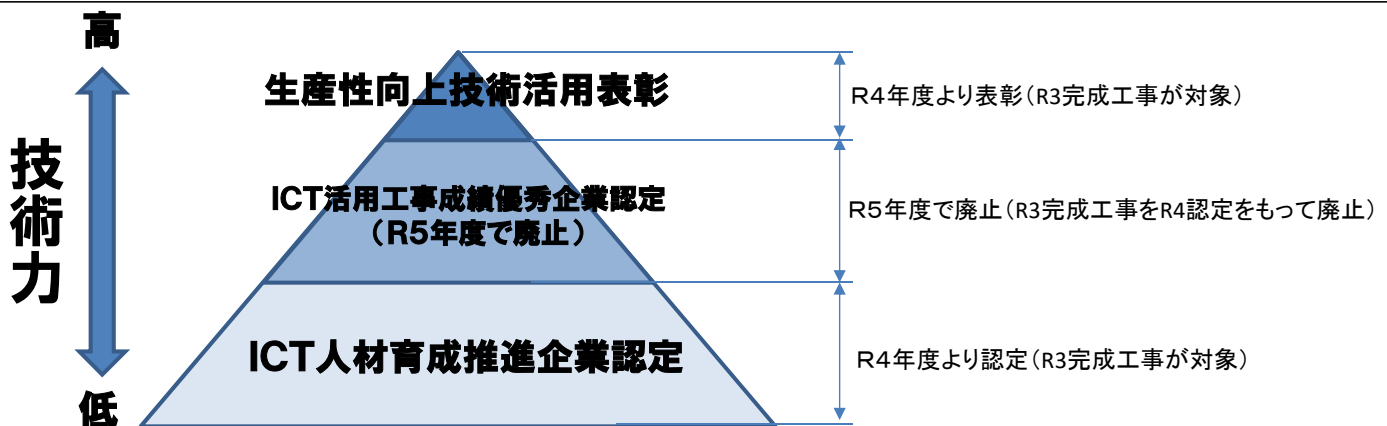 高
技術力
低
生産性向上技術活用表彰
ICT活用工事成績優秀企業認定
（R5年度で廃止）
ICT人材育成推進企業認定
R4年度より表彰（R3完成工事が対象）
R5年度で廃止（R3完成工事をR4認定をもって廃止）
R4年度より認定（R3完成工事が対象）